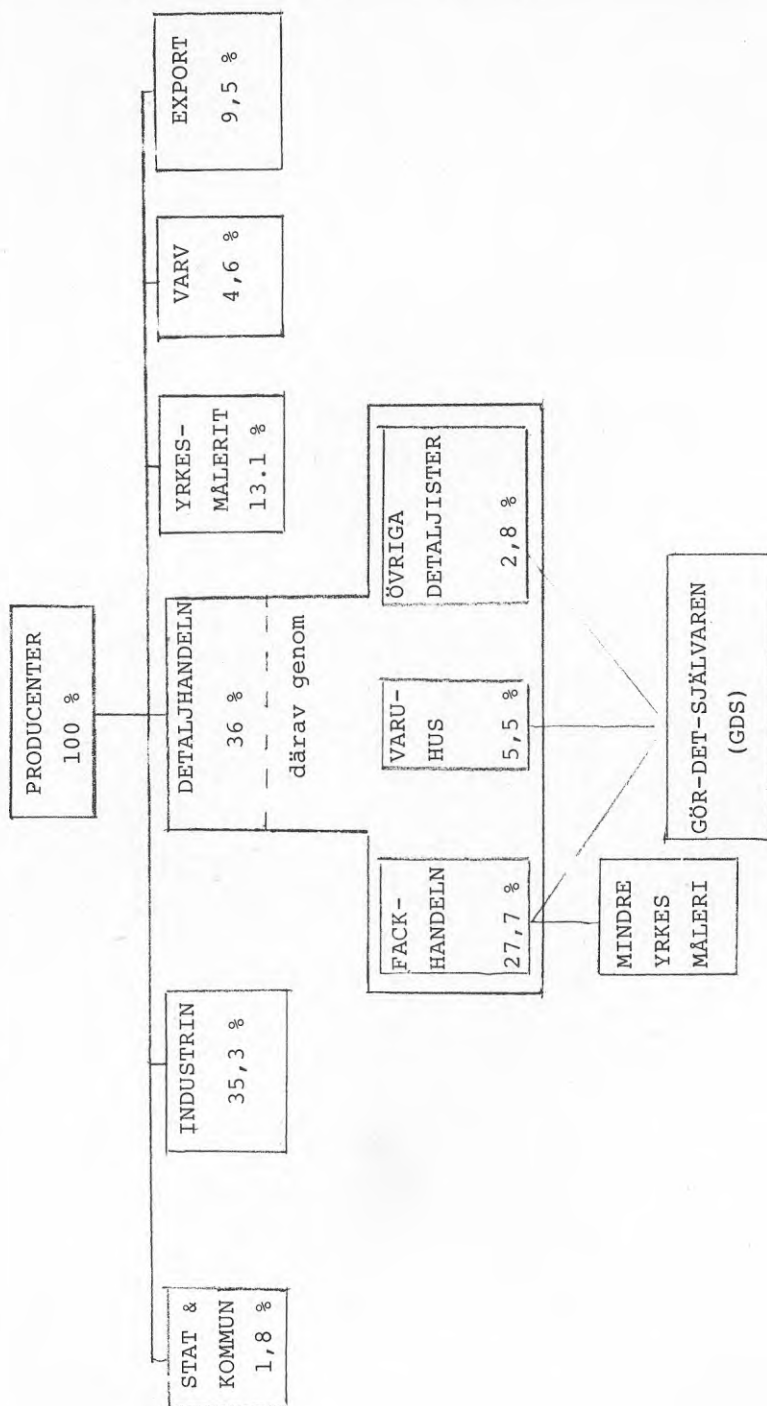 PRODUCENTER
100 %
STAT &
KOMMUN
1,8 %
INDUSTRIN
35,3 %
DETALJHANDELN
36 %
därav genom
YRKES-
MÅLERIT
13.1 %
VARV
4,6 %
EXPORT
9,5 %
FACK-
HANDELN
27,7 %
VARU-
HUS
5,5 %
ÖVRIGA
DETALJISTER
2,8 %
MINDRE
YRKES
MÅLERI
GÖR-DET-SJÄLVAREN
(GDS)